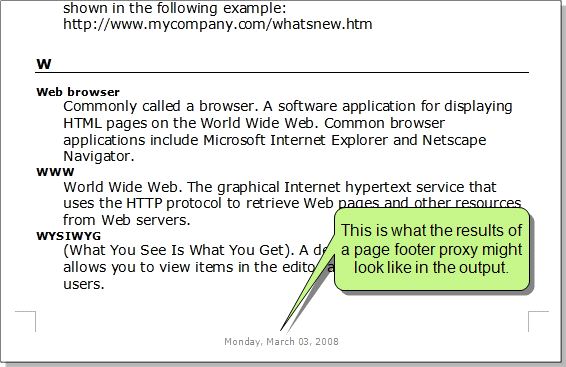 shown in the following example:
http://www.mycompany.com/whatsnew.htm
W
Web browser
Commonly called a browser. A software application for displaying
HTML pages on the World Wide Web. Common browser
applications include Microsoft Internet Explorer and Netscape
Navigator.
WWW
World Wide Web. The graphical Internet hypertext service that
uses the HTTP protocol to retrieve Web pages and other resources
from Web servers.
WYSIWYG
(What You See Is What You Get). A
allows you to view items in the
users.
This is what the results of
a page footer proxy might
look like in the output.
Monday, March 03, 2008